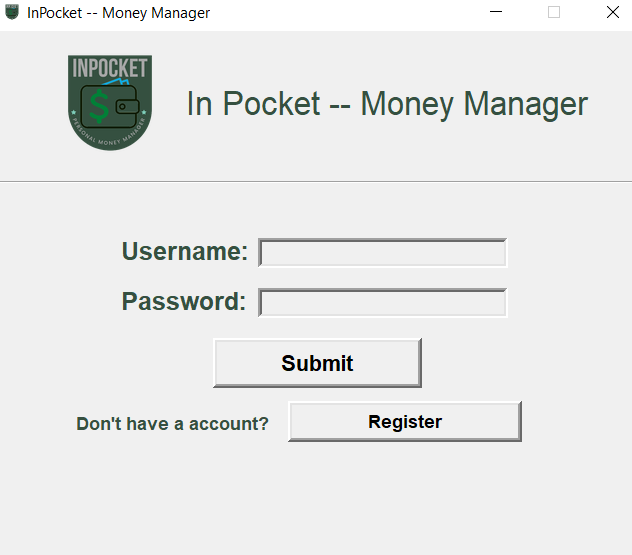 InPocket -- Money Manager
INPOCKET
PERSONAL MONEY MANAGER
In Pocket -- Money Manager
Username:
Password:
Submit
Don't have a account?
Register